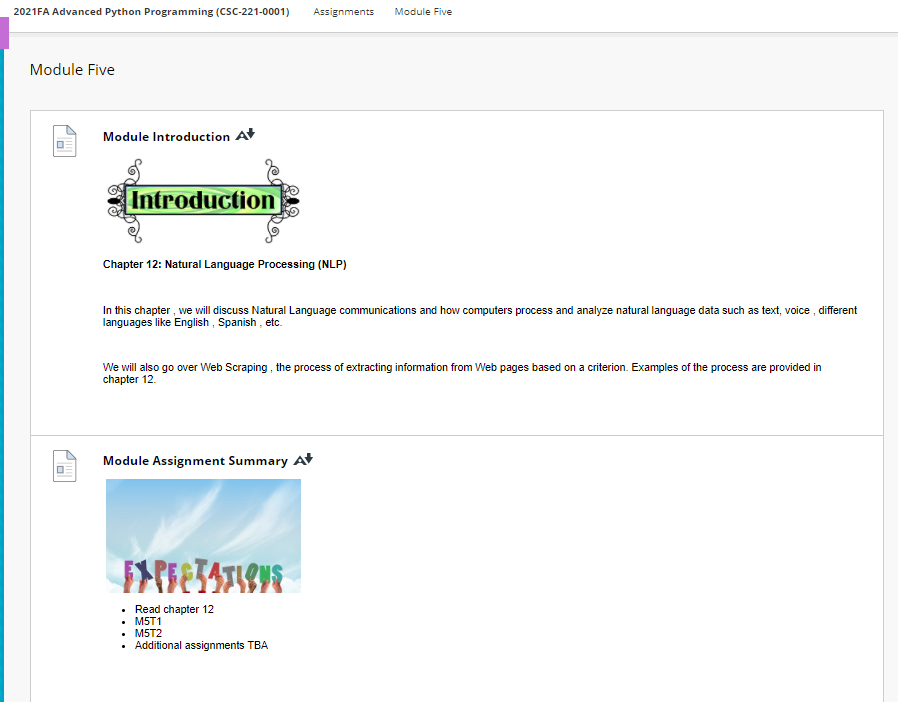 2021FA Advanced Python Programming (CSC-221-0001) Assignments Module Five
Module Five
Module Introduction
Introduction
Chapter 12: Natural Language Processing (NLP)
In this chapter , we will discuss Natural Language communications and how computers process and analyze natural language data such as text, voice , different
languages like English , Spanish , etc.
We will also go over Web Scraping , the process of extracting information from Web pages based on a criterion. Examples of the process are provided in
chapter 12.
Module Assignment Summary
EXPECTATIONS
• Read chapter 12
• M5T1
• M5T2
• Additional assignments TBA